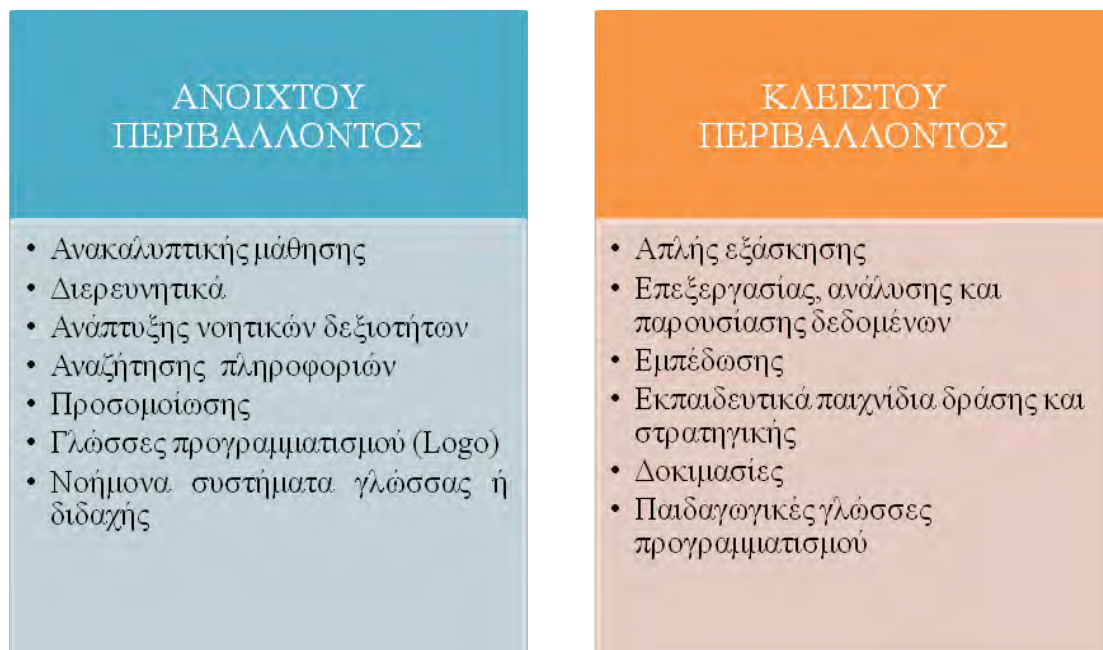 ΑΝΟΙΧΤΟΥ
ΠΕΡΙΒΑΛΛΟΝΤΟΣ
• Ανακαλυπτικής μάθησης
• Διερευνητικά
• Ανάπτυξης νοητικών δεξιοτήτων
• Αναζήτησης πληροφοριών
• Προσομοίωσης
• Γλώσσες προγραμματισμού (Logo)
• Νοήμονα συστήματα γλώσσας ή
διδαχής
ΚΛΕΙΣΤΟΥ
ΠΕΡΙΒΑΛΛΟΝΤΟΣ
• Απλής εξάσκησης
• Επεξεργασίας, ανάλυσης και
παρουσίασης δεδομένων
• Εμπέδωσης
• Εκπαιδευτικά παιχνίδια δράσης και
στρατηγικής
• Δοκιμασίες
• Παιδαγωγικές γλώσσες
προγραμματισμού